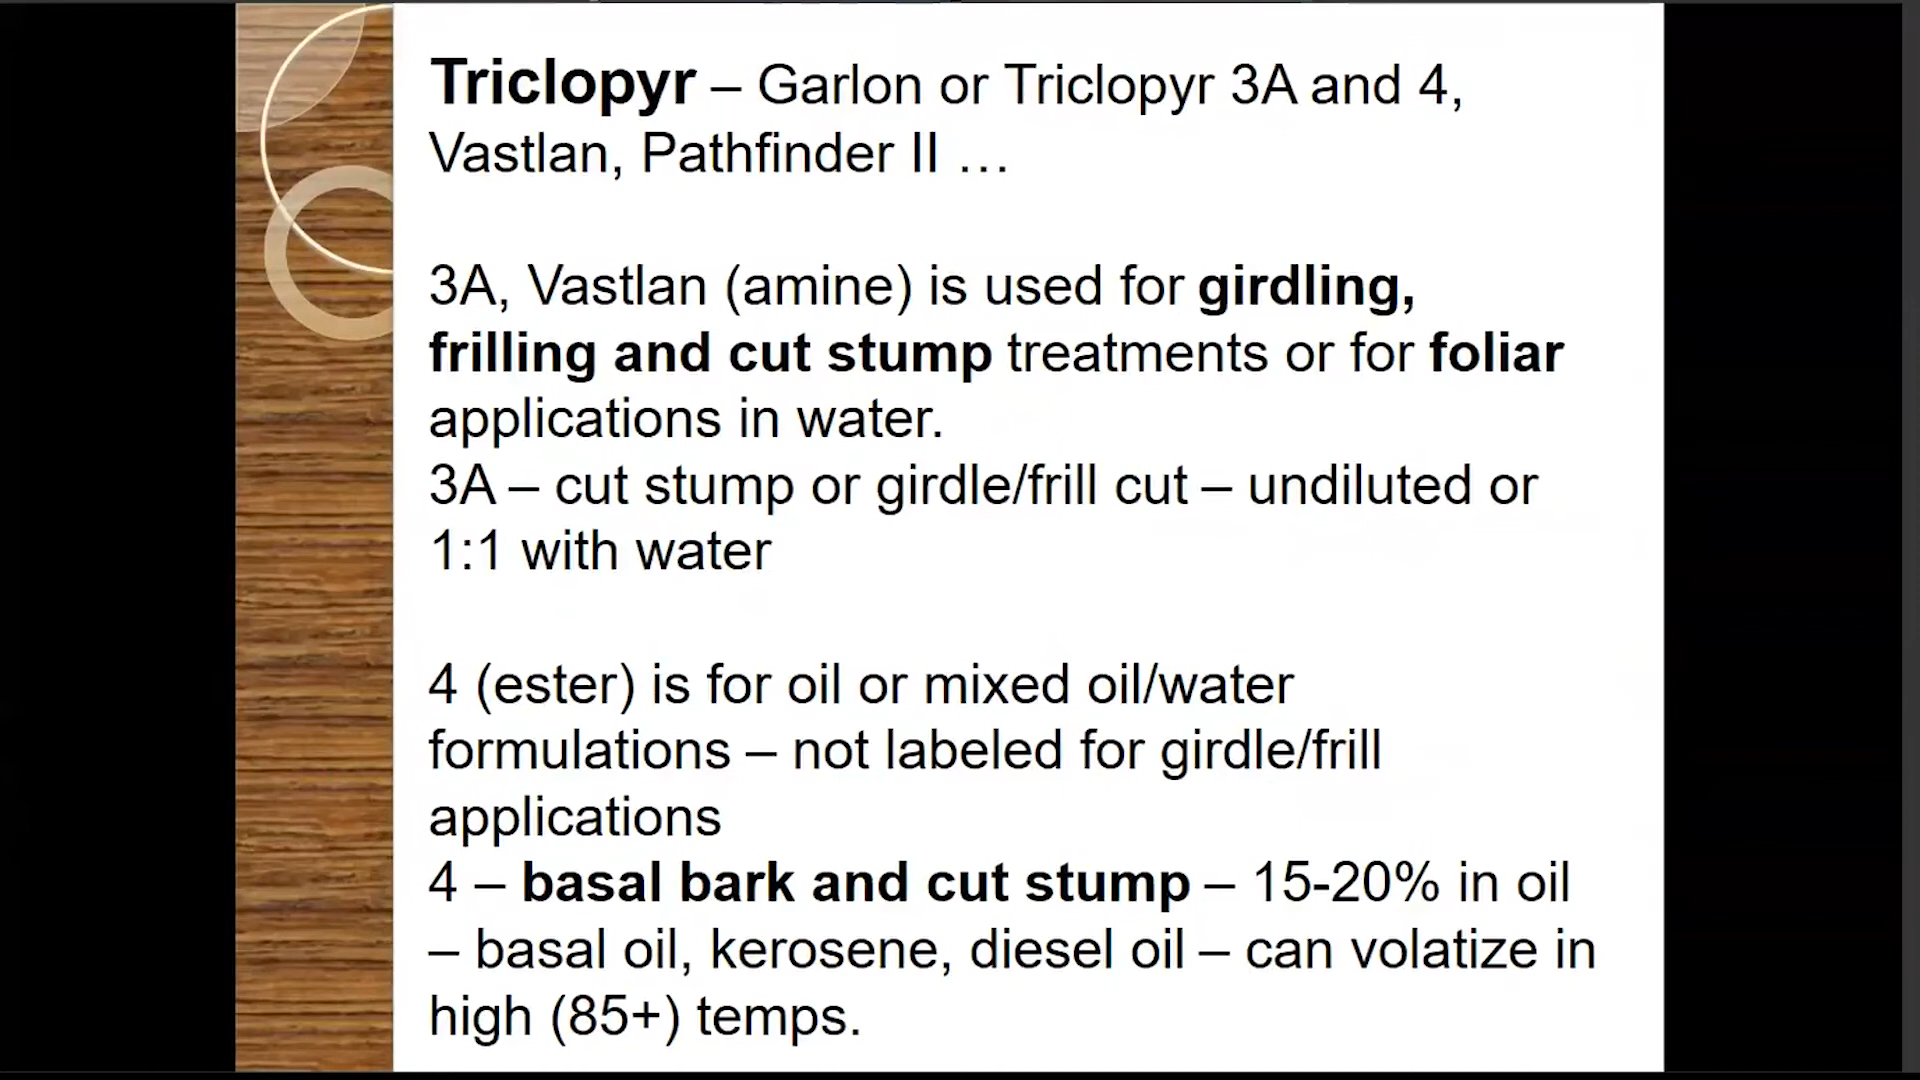 Triclopyr – Garlon or Triclopyr 3A and 4,
Vastlan, Pathfinder II …
3A, Vastlan (amine) is used for girdling,
frilling and cut stump treatments or for foliar
applications in water.
3A – cut stump or girdle/frill cut – undiluted or
1:1 with water
4 (ester) is for oil or mixed oil/water
formulations – not labeled for girdle/frill
applications
4 – basal bark and cut stump – 15-20% in oil
– basal oil, kerosene, diesel oil – can volatize in
high (85+) temps.